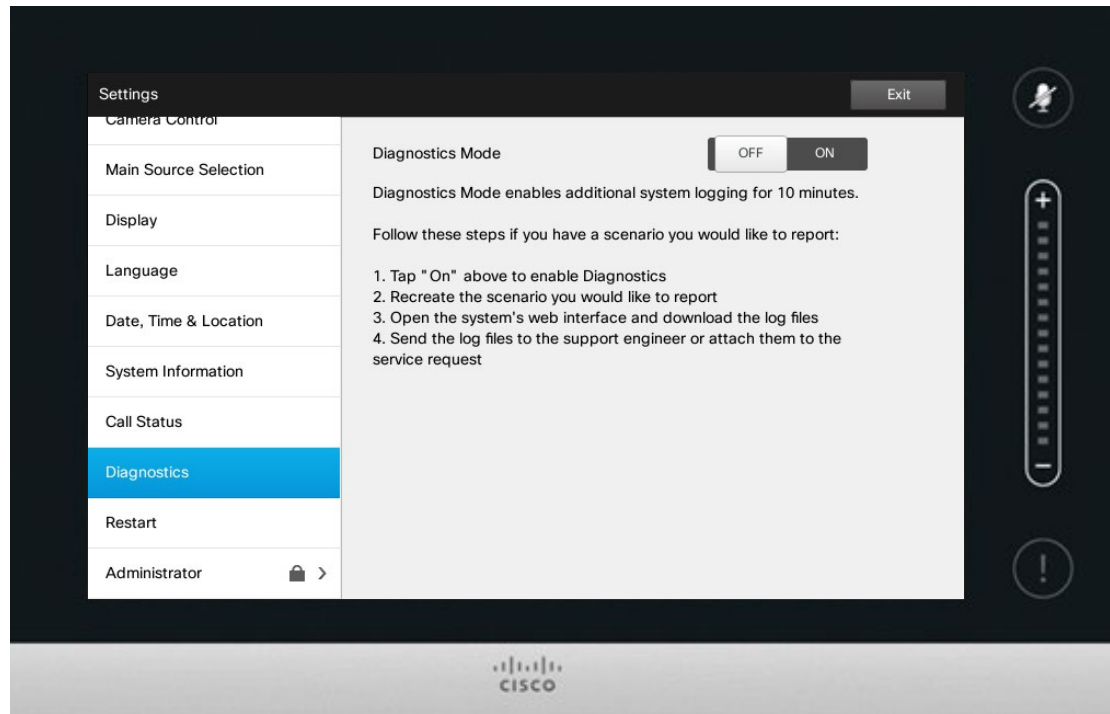 Settings
Exit
Camera Control
Main Source Selection
Display
Language
Date, Time & Location
System Information
Call Status
Diagnostics
Restart
Administrator
Diagnostics Mode
OFF
ON
Diagnostics Mode enables additional system logging for 10 minutes.
Follow these steps if you have a scenario you would like to report:
1. Tap "On" above to enable Diagnostics
2. Recreate the scenario you would like to report
3. Open the system's web interface and download the log files
4. Send the log files to the support engineer or attach them to the
service request
+
−
!
CISCO